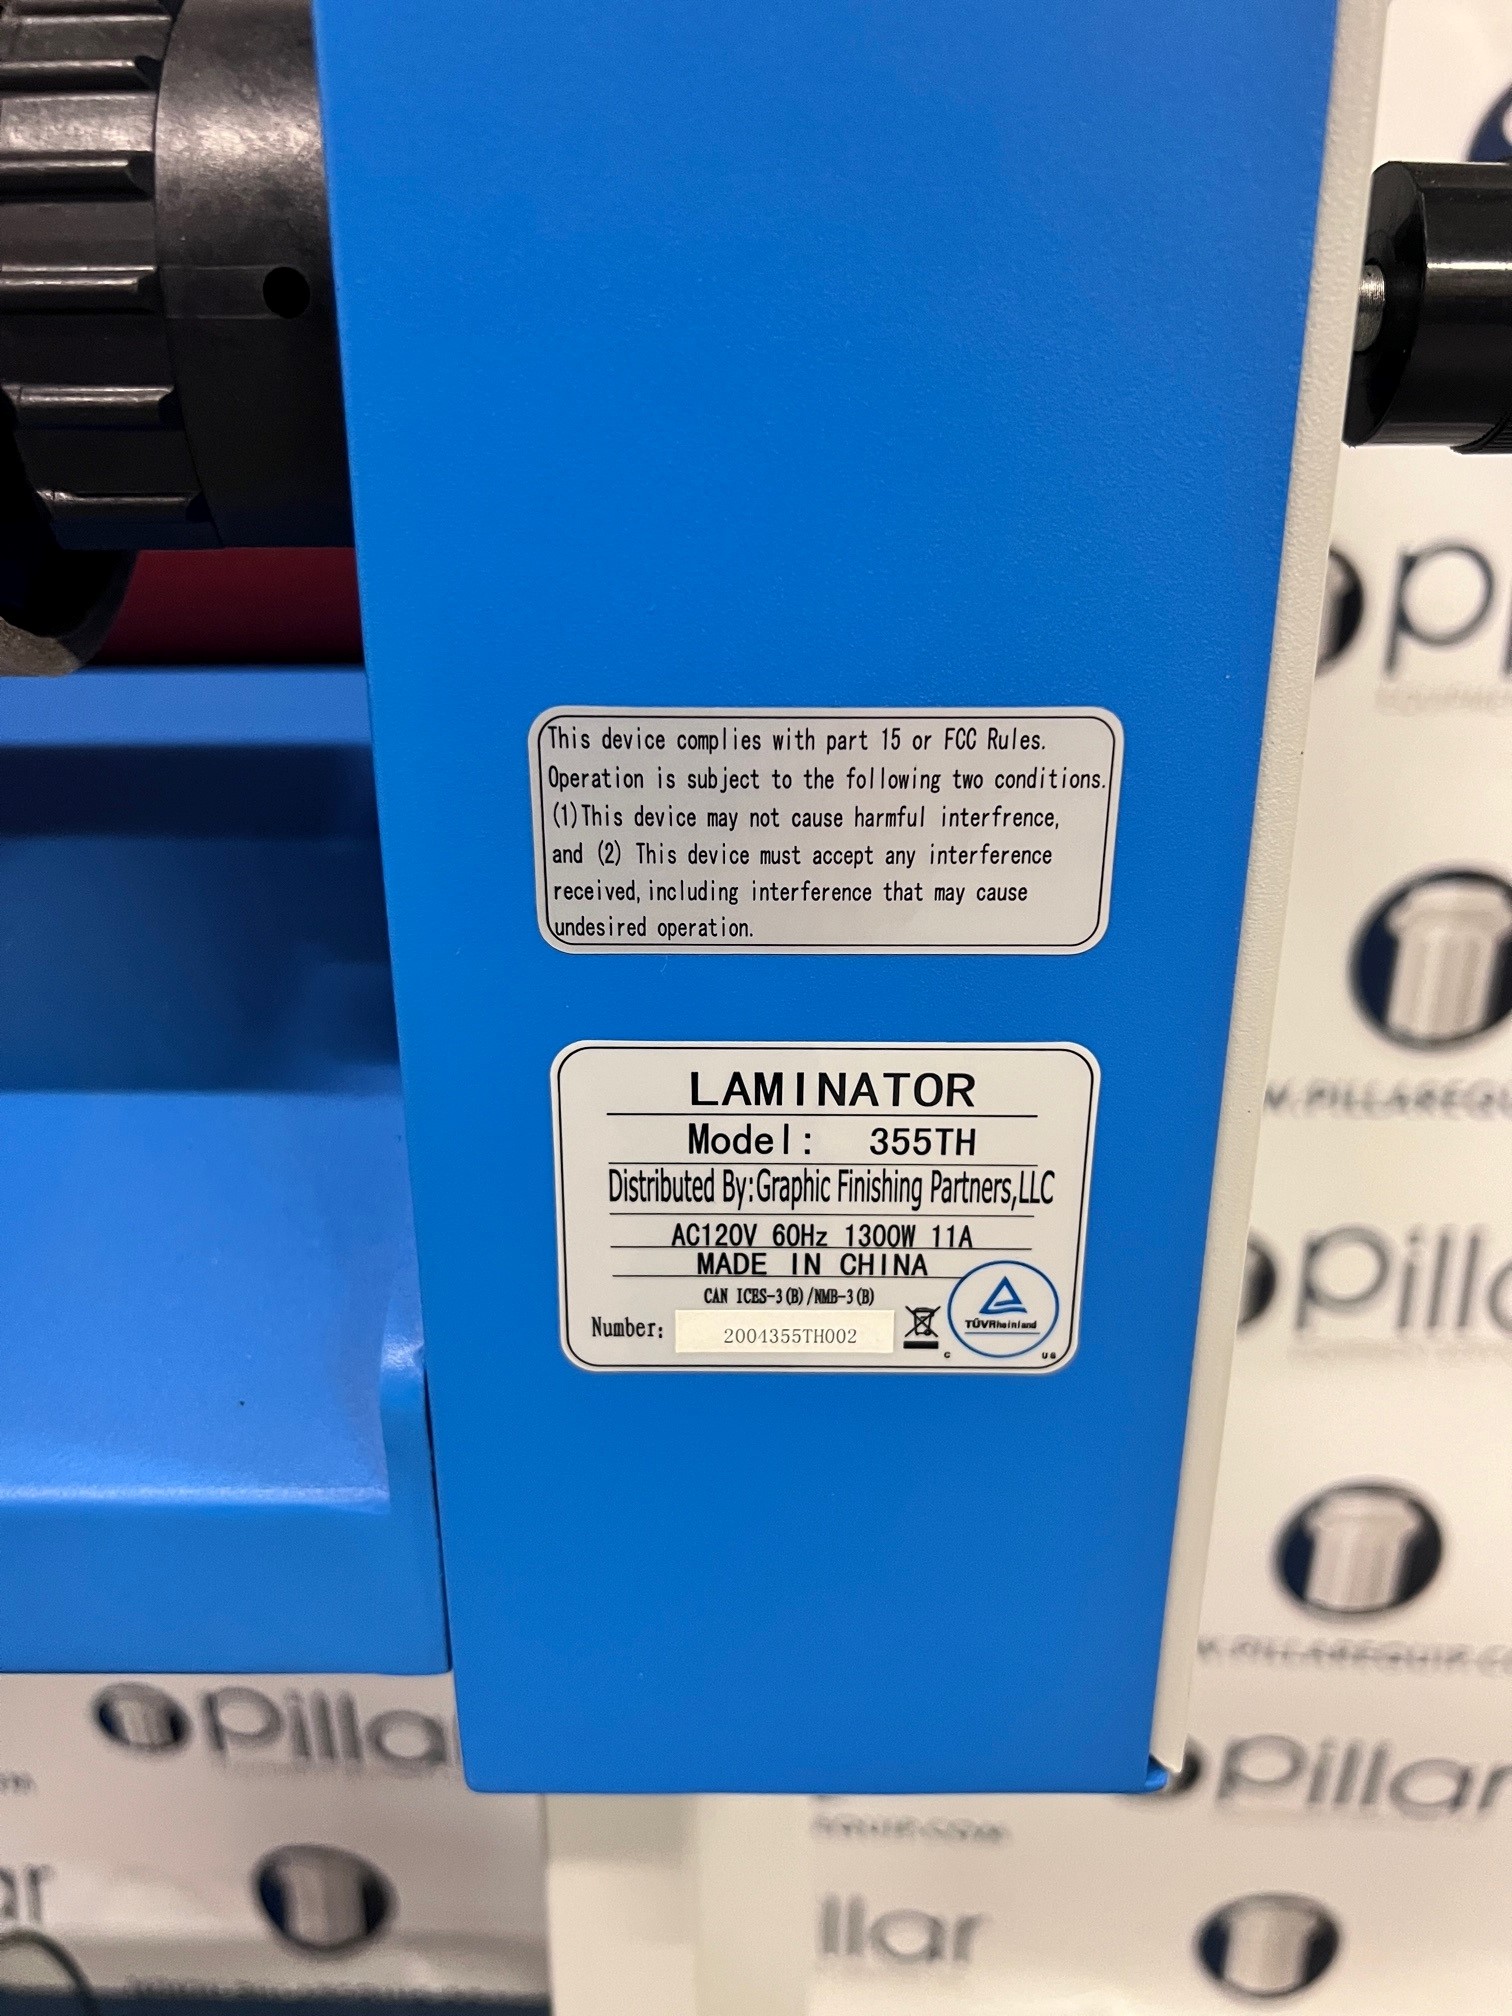 This device complies with part 15 or FCC Rules.
Operation is subject to the following two conditions.
(1)This device may not cause harmful interfrence,
and (2) This device must accept any interference
received, including interference that may cause
undesired operation.
LAMINATOR
Model: 355TH
Distributed By:Graphic Finishing Partners,LLC
AC120V 60Hz 1300W 11A
MADE IN CHINA
CAN ICES-3(B)/NMB-3(B)
Number: 2004355TH002
TÜVRheinland
C US
Pillar
Pillar